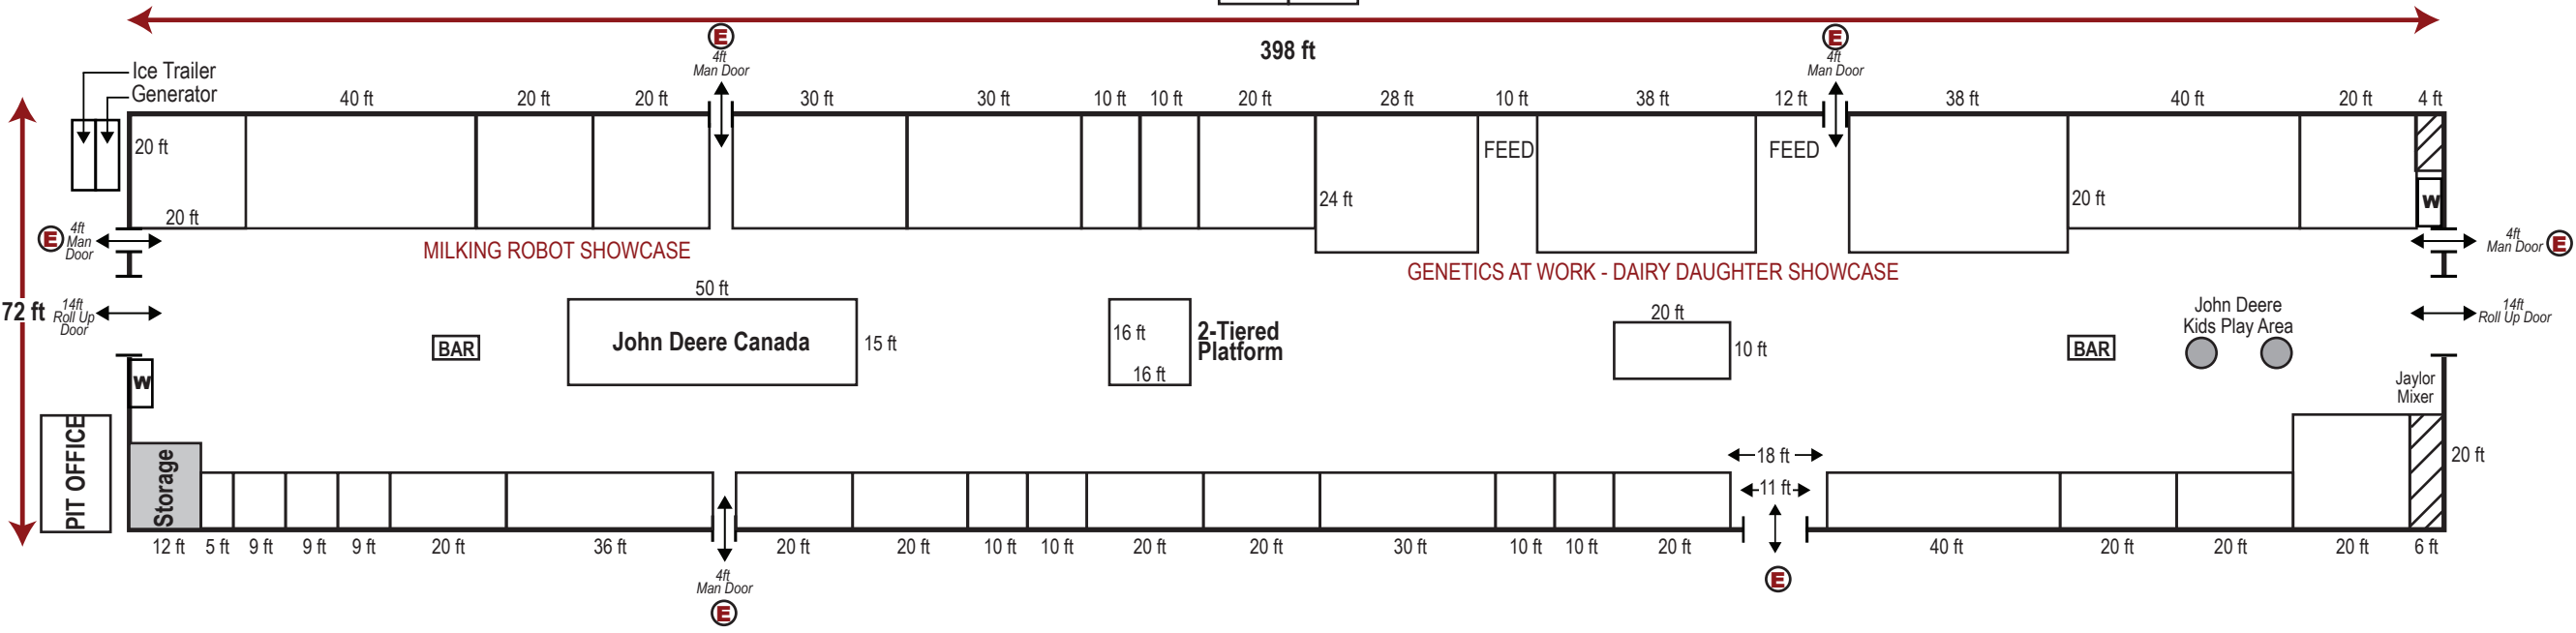 398 ft
E
4ft
Man Door
E
4ft
Man Door
Ice Trailer
Generator
40 ft
20 ft
20 ft
30 ft
30 ft
10 ft
10 ft
20 ft
28 ft
10 ft
38 ft
12 ft
38 ft
40 ft
20 ft
4 ft
20 ft
20 ft
24 ft
FEED
FEED
20 ft
W
E
4ft
Man
Door
MILKING ROBOT SHOWCASE
GENETICS AT WORK - DAIRY DAUGHTER SHOWCASE
4ft
Man Door
E
72 ft
14ft
Roll Up
Door
BAR
50 ft
John Deere Canada
15 ft
16 ft
16 ft
2-Tiered
Platform
20 ft
10 ft
BAR
John Deere
Kids Play Area
14ft
Roll Up Door
W
Jaylor
Mixer
PIT OFFICE
Storage
18 ft
11 ft
20 ft
12 ft
5 ft
9 ft
9 ft
9 ft
20 ft
36 ft
20 ft
20 ft
10 ft
10 ft
20 ft
20 ft
30 ft
10 ft
10 ft
20 ft
40 ft
20 ft
20 ft
20 ft
6 ft
4ft
Man Door
E
E